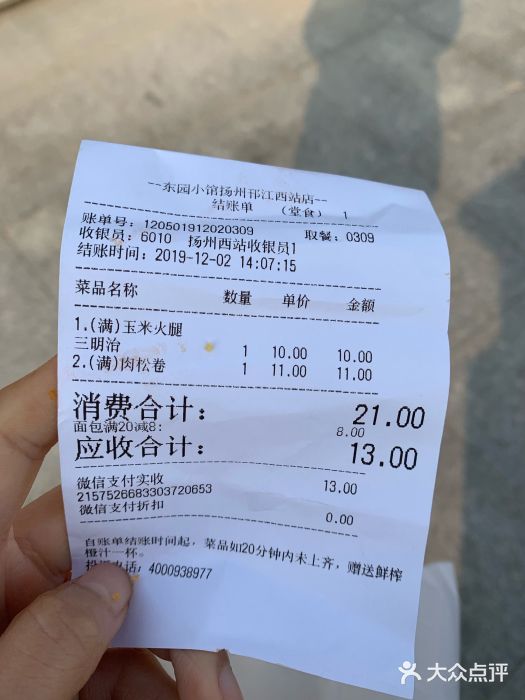 --东园小馆扬州邗江西站店--
结账单 （堂食） 1
账单号: 120501912020309 取餐: 0309
收银员: 6010 扬州西站收银员1
结账时间: 2019-12-02 14:07:15
菜品名称 数量 单价 金额
1.(满)玉米火腿
三明治 1 10.00 10.00
2.(满)肉松卷 1 11.00 11.00
消费合计: 21.00
面包满20减8: 8.00
应收合计: 13.00
微信支付实收 13.00
2157526683303720653
微信支付折扣 0.00
自账单结账时间起，菜品如20分钟内未上齐，赠送鲜榨
橙汁一杯。
电话: 4000938977
大众点评